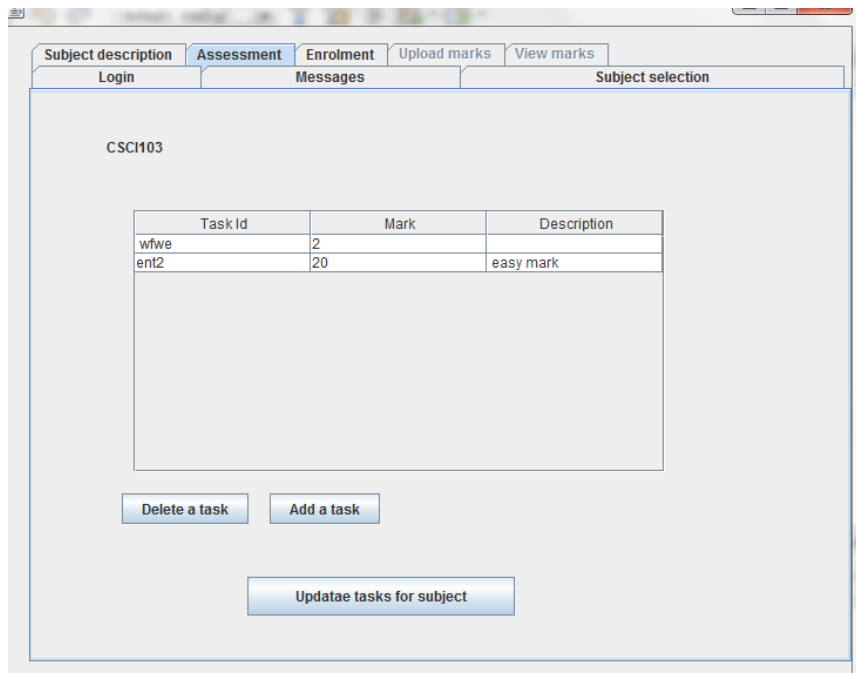 Subject description Assessment Enrolment Upload marks View marks
Login Messages Subject selection
CSCI103
Task Id Mark Description
wfwe 2
ent2 20 easy mark
Delete a task Add a task
Updatae tasks for subject